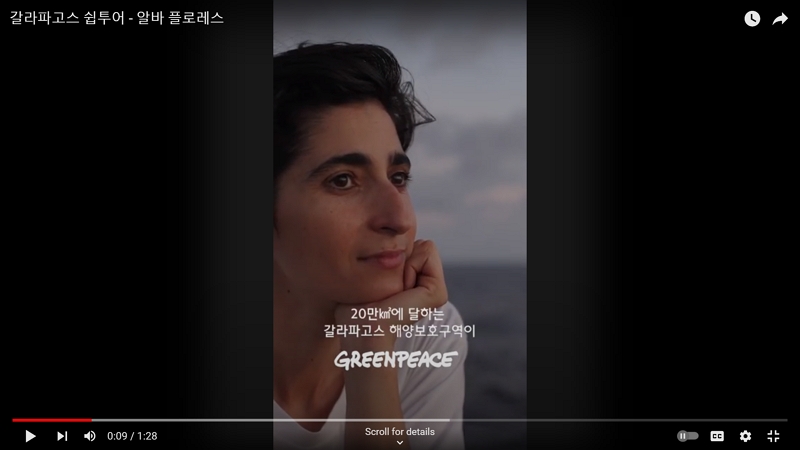 갈라파고스 쉽투어 - 알바 플로레스
20만㎢에 달하는
갈라파고스 해양보호구역이
GREENPEACE
Scroll for details
0:09 / 1:28